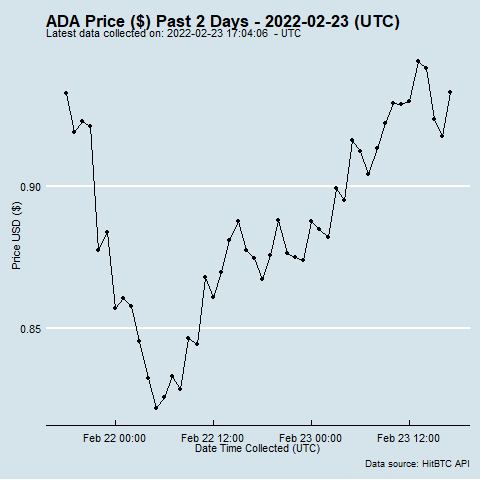 ADA Price ($) Past 2 Days - 2022-02-23 (UTC)
Latest data collected on: 2022-02-23 17:04:06 - UTC
0.90
Price USD ($)
0.85
Feb 22 00:00 Feb 22 12:00 Feb 23 00:00 Feb 23 12:00
Date Time Collected (UTC)
Data source: HitBTC API